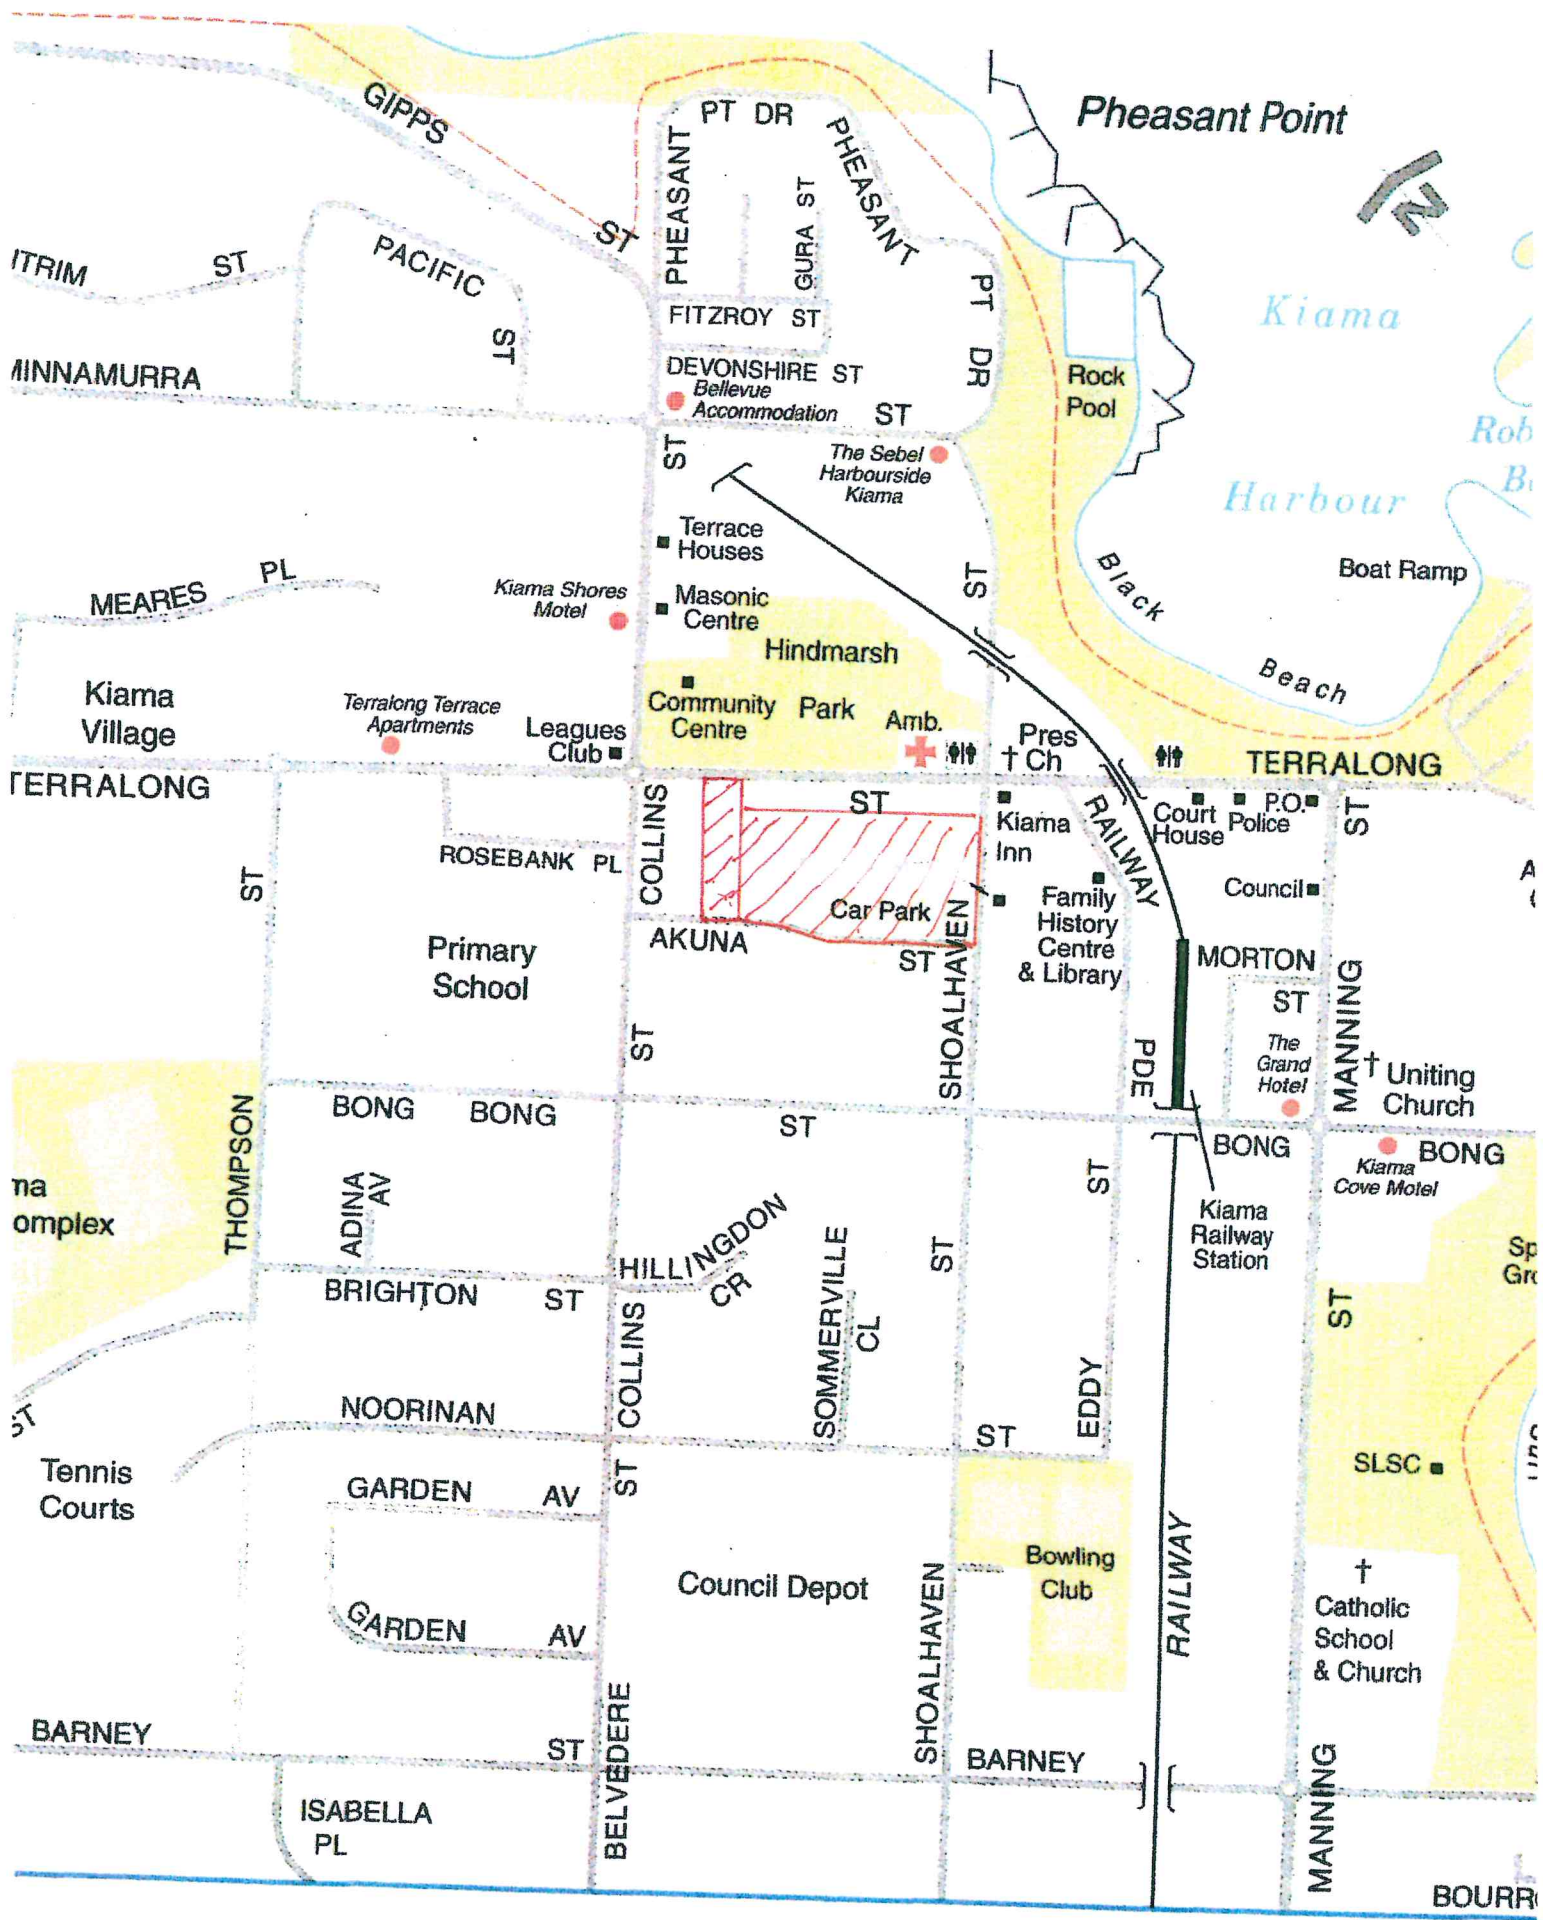 Pheasant Point
N
GIPPS
ST
PT DR
PHEASANT
PHEASANT
GURA ST
PT
DR
ITRIM ST
PACIFIC
ST
FITZROY ST
DEVONSHIRE ST
Bellevue
Accommodation
ST
MINNAMURRA
Rock
Pool
Kiama
Harbour
Rob
The Sebel
Harbourside
Kiama
ST
Terrace
Houses
Masonic
Centre
Kiama Shores
Motel
MEARES PL
ST
Black
Beach
Boat Ramp
Hindmarsh
Park
Community
Centre
Amb.
Pres
Ch
Kiama
Village
Terralong Terrace
Apartments
Leagues
Club
TERRALONG
TERRALONG
ST
ST
COLLINS
ROSEBANK PL
Kiama
Inn
RAILWAY
Court
House
Police
P.O.
ST
Council
Car Park
Family
History
Centre
& Library
AKUNA
ST
SHOALHAVEN
MORTON
ST
MANNING
Primary
School
ST
PDE
The
Grand
Hotel
Uniting
Church
THOMPSON
BONG BONG
ST
BONG
BONG
Kiama
Cove Motel
Kiama
Railway
Station
ADINA
AV
HILLINGDON
CR
SOMMERVILLE
CL
ST
ST
EDDY
BRIGHTON ST
COLLINS
ST
NOORINAN
ST
Tennis
Courts
GARDEN AV
ST
SLSC
GARDEN AV
Council Depot
Bowling
Club
SHOALHAVEN
RAILWAY
Catholic
School
& Church
BARNEY
ST
BELVEDERE
BARNEY
MANNING
ISABELLA
PL
BOURR